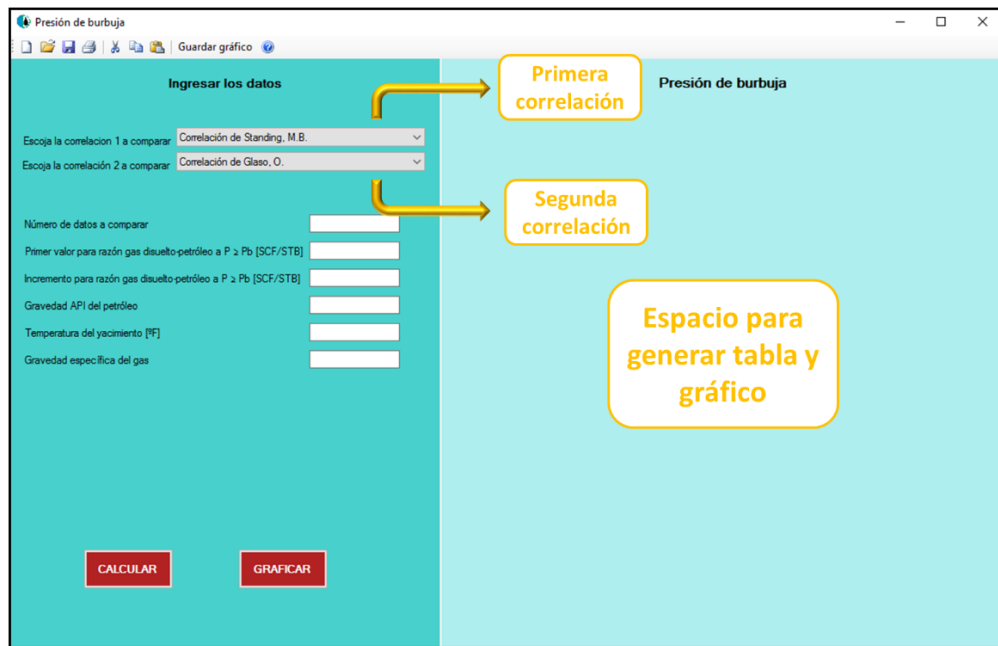 Presión de burbuja
Guardar gráfico
Ingresar los datos
Primera
correlación
Presión de burbuja
Escoja la correlacion 1 a comparar
Correlación de Standing, M.B.
Escoja la correlación 2 a comparar
Correlación de Glaso, O.
Segunda
correlación
Número de datos a comparar
Primer valor para razón gas disuelto-petróleo a P ≥ Pb [SCF/STB]
Incremento para razón gas disuelto-petróleo a P ≥ Pb [SCF/STB]
Gravedad API del petróleo
Temperatura del yacimiento [ºF]
Gravedad específica del gas
Espacio para
generar tabla y
gráfico
CALCULAR
GRAFICAR